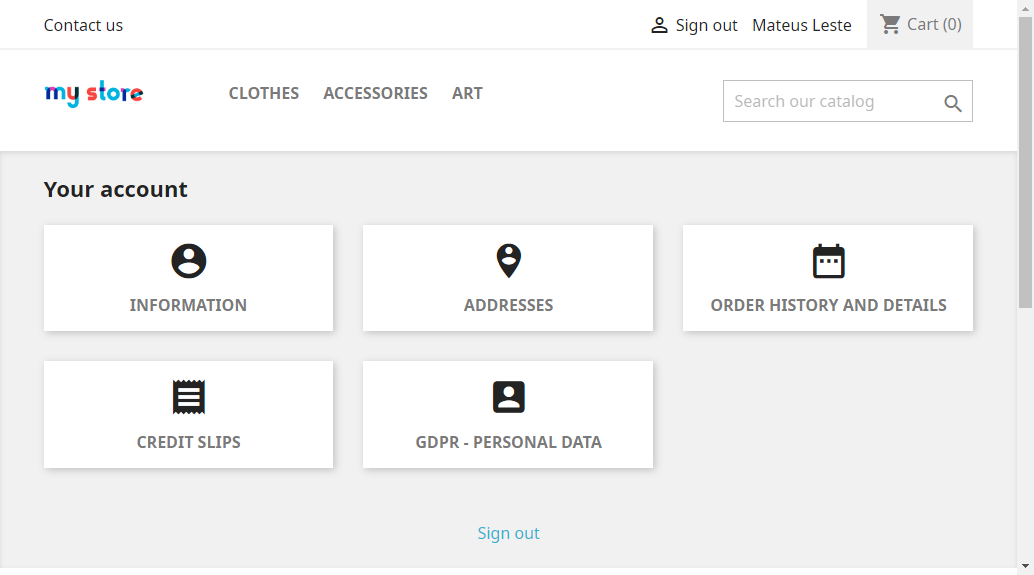 Contact us
Sign out Mateus Leste Cart (0)
my store
CLOTHES ACCESSORIES ART
Search our catalog
Your account
INFORMATION
ADDRESSES
ORDER HISTORY AND DETAILS
CREDIT SLIPS
GDPR - PERSONAL DATA
Sign out